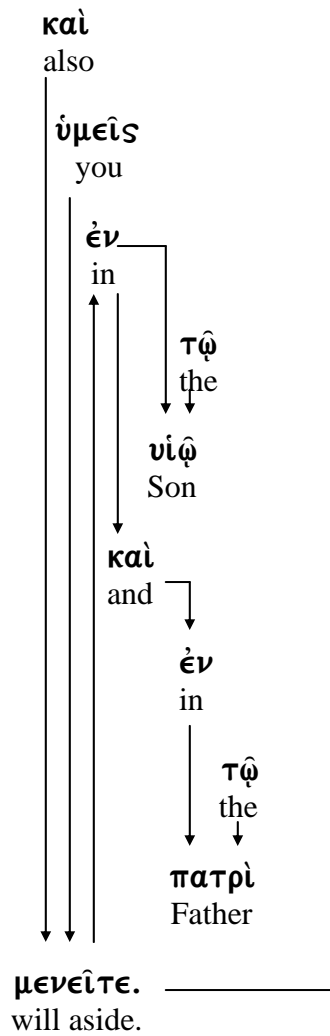 καὶ
also
ὑμεῖς
you
ἐν
in
τῷ
the
υἱῷ
Son
καὶ
and
ἐν
in
τῷ
the
πατρὶ
Father
μενεῖτε.
will aside.